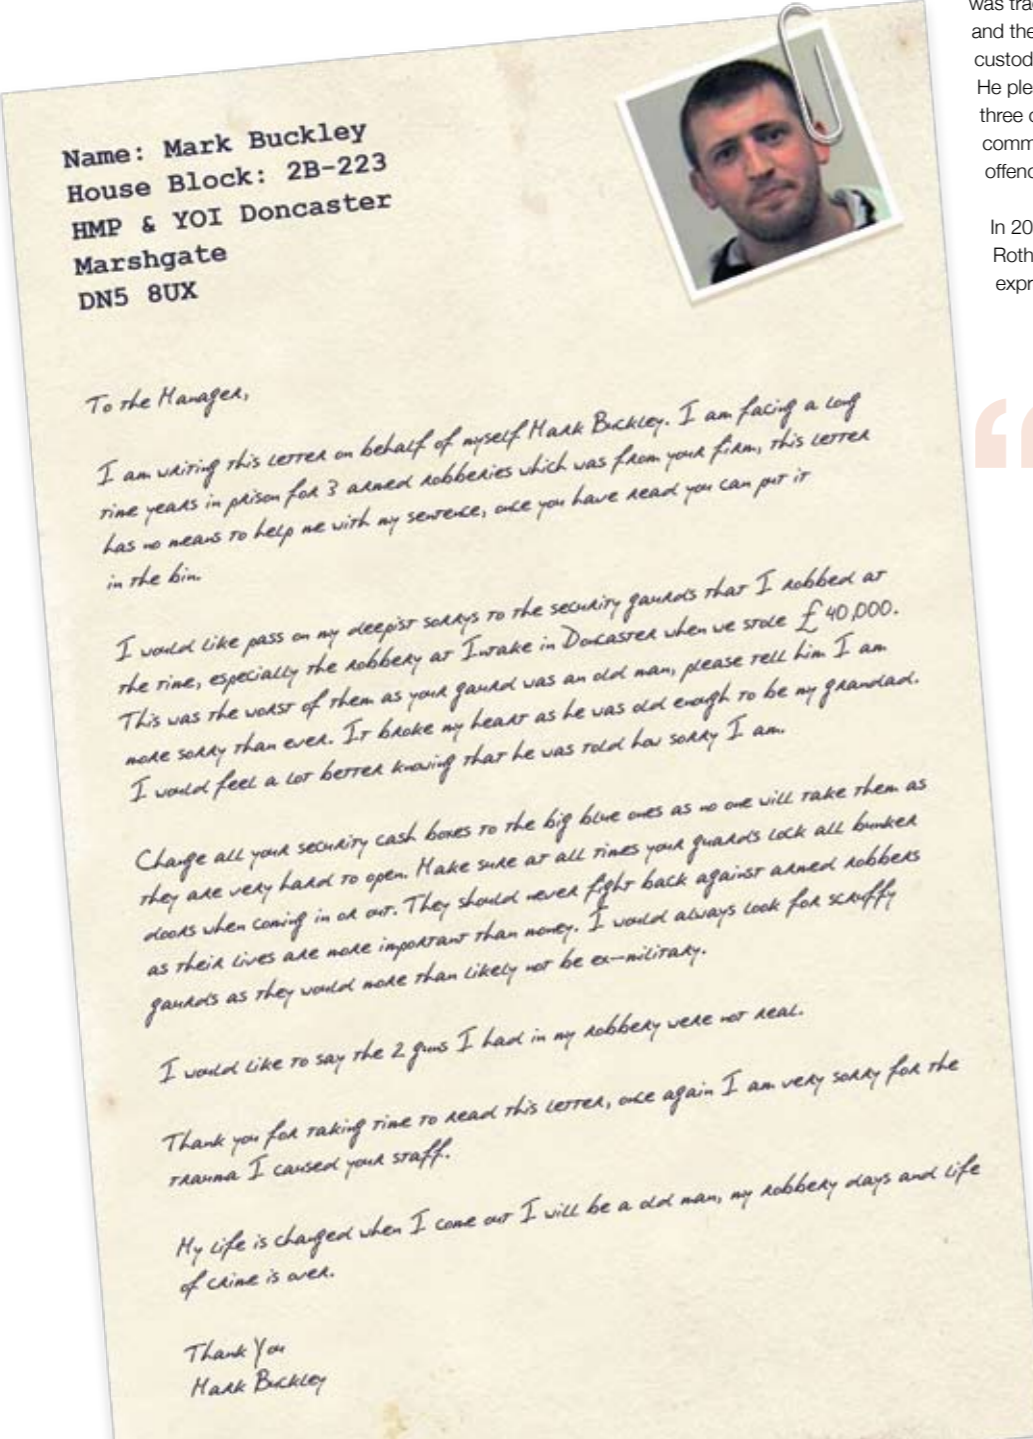 Name: Mark Buckley
House Block: 2B-223
HMP & YOI Doncaster
Marshgate
DN5 8UX
To the Manager,
I am writing this letter on behalf of myself Mark Buckley. I am facing a long
time years in prison for 3 armed robberies which was from your firm, this letter
has no means to help me with my sentence, once you have read you can put it
in the bin.
I would like pass on my deepist sorrys to the security gaurds that I robbed at
the time, especially the robbery at Intake in Doncaster when we stole £40,000.
This was the worst of them as your gaurd was an old man, please tell him I am
more sorry than ever. It broke my heart as he was old enough to be my grandad.
I would feel a lot better knowing that he was told how sorry I am.
Change all your security cash boxes to the big blue ones as no one will take them as
they are very hard to open. Make sure at all times your guards lock all bunker
doors when coming in or out. They should never fight back against armed robbers
as their lives are more important than money. I would always look for scruffy
gaurds as they would more than likely not be ex-military.
I would like to say the 2 guns I had in my robbery were not real.
Thank you for taking time to read this letter, once again I am very sorry for the
trauma I caused your staff.
My life is changed when I come out I will be a old man, my robbery days and life
of crime is over.
Thank You
Mark Buckley
was tra
and the
custod
He ple
three
comm
offenc
In 20
Roth
expr
“